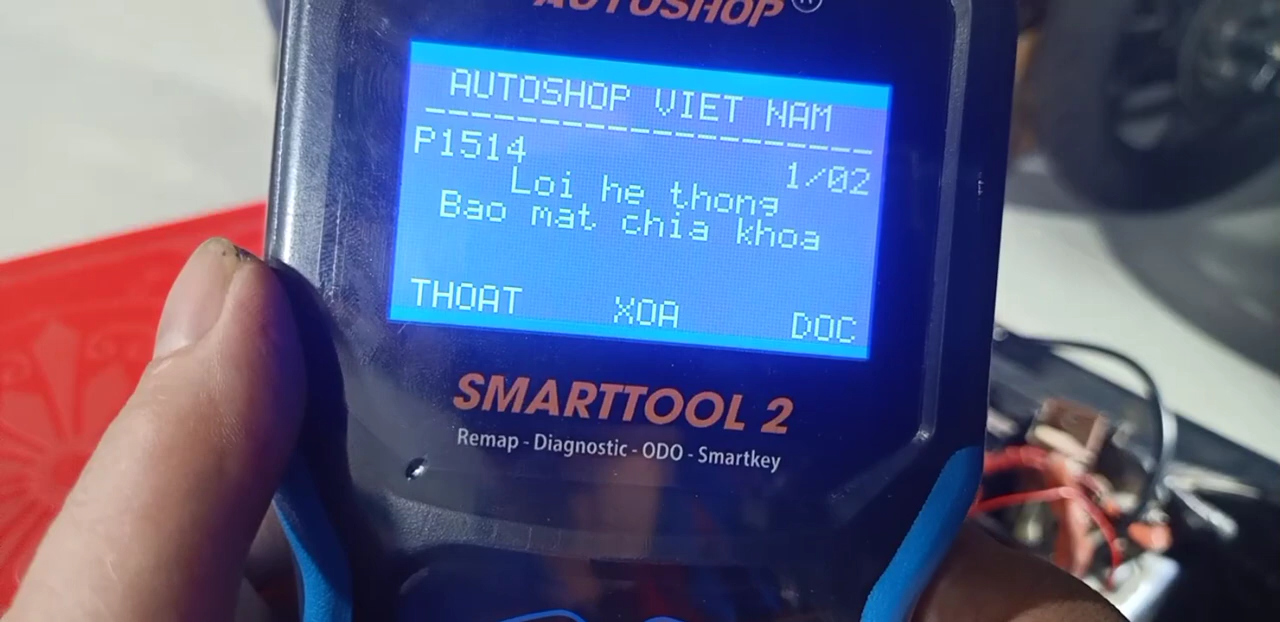 AUTOSHOP ®
AUTOSHOP VIET NAM
--------------------
P1514
1/02
Loi he thong
Bao mat chia khoa
THOAT XOA DOC
SMARTTOOL 2
Remap - Diagnostic - ODO - Smartkey